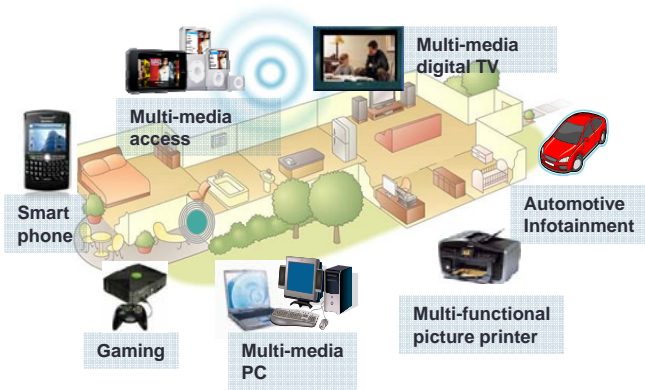 Multi-media
digital TV
Multi-media
access
Smart
phone
Automotive
Infotainment
Multi-functional
picture printer
Gaming
Multi-media
PC